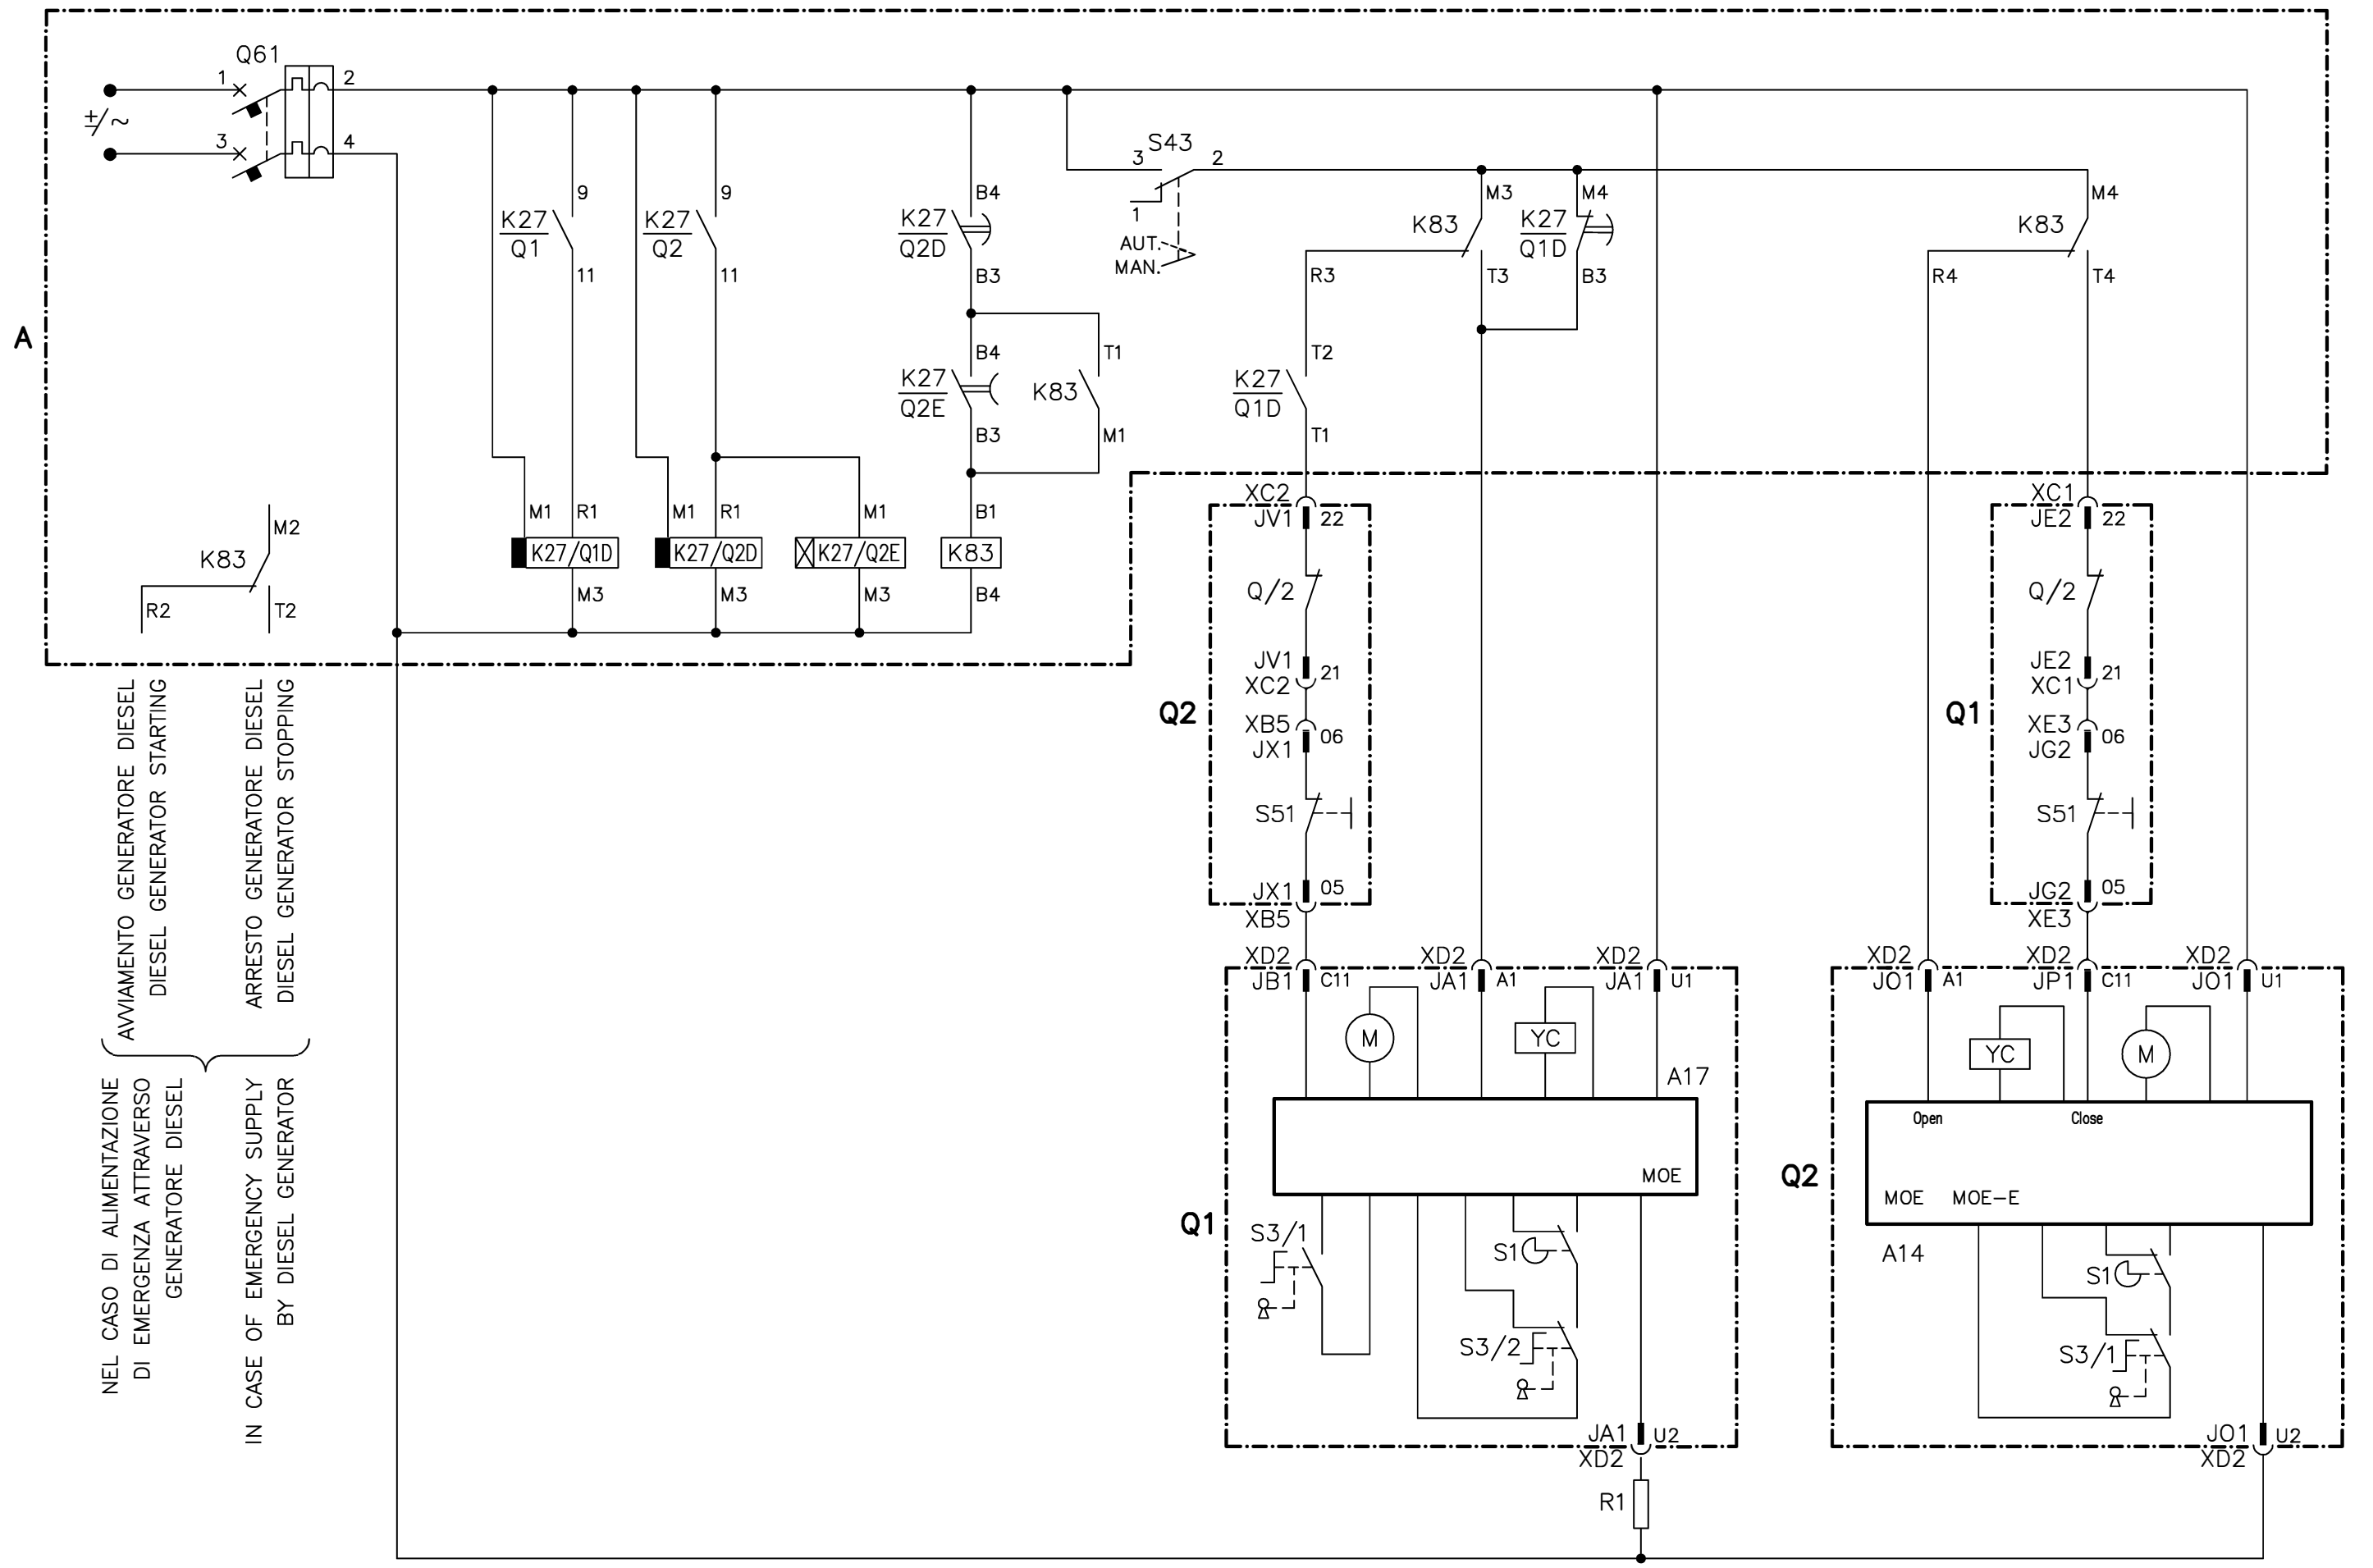 Q61
1
2
±/~
3
4
S43
3
2
1
AUT.
MAN.
9
K27
Q1
11
9
K27
Q2
11
B4
K27
Q2D
B3
M3
K83
R3
T3
M4
K27
Q1D
B3
M4
K83
R4
T4
A
B4
K27
Q2E
B3
T1
K83
M1
T2
K27
Q1D
T1
M1
R1
K27/Q1D
M3
M1
R1
K27/Q2D
M3
M1
K27/Q2E
M3
B1
K83
B4
M2
K83
R2
T2
AVVIAMENTO GENERATORE DIESEL
DIESEL GENERATOR STARTING
ARRESTO GENERATORE DIESEL
DIESEL GENERATOR STOPPING
NEL CASO DI ALIMENTAZIONE
DI EMERGENZA ATTRAVERSO
GENERATORE DIESEL
IN CASE OF EMERGENCY SUPPLY
BY DIESEL GENERATOR
XC2
JV1
22
Q/2
JV1
21
XC2
Q2
XB5
06
JX1
S51
JX1
05
XB5
XC1
JE2
22
Q/2
JE2
21
XC1
Q1
XE3
06
JG2
S51
JG2
05
XE3
XD2
JB1
C11
XD2
JA1
A1
XD2
JA1
U1
M
YC
A17
MOE
Q1
S3/1
S1
S3/2
JA1
U2
XD2
R1
XD2
JO1
A1
XD2
JP1
C11
XD2
JO1
U1
YC
M
Open
Close
MOE
MOE-E
Q2
A14
S1
S3/1
JO1
U2
XD2